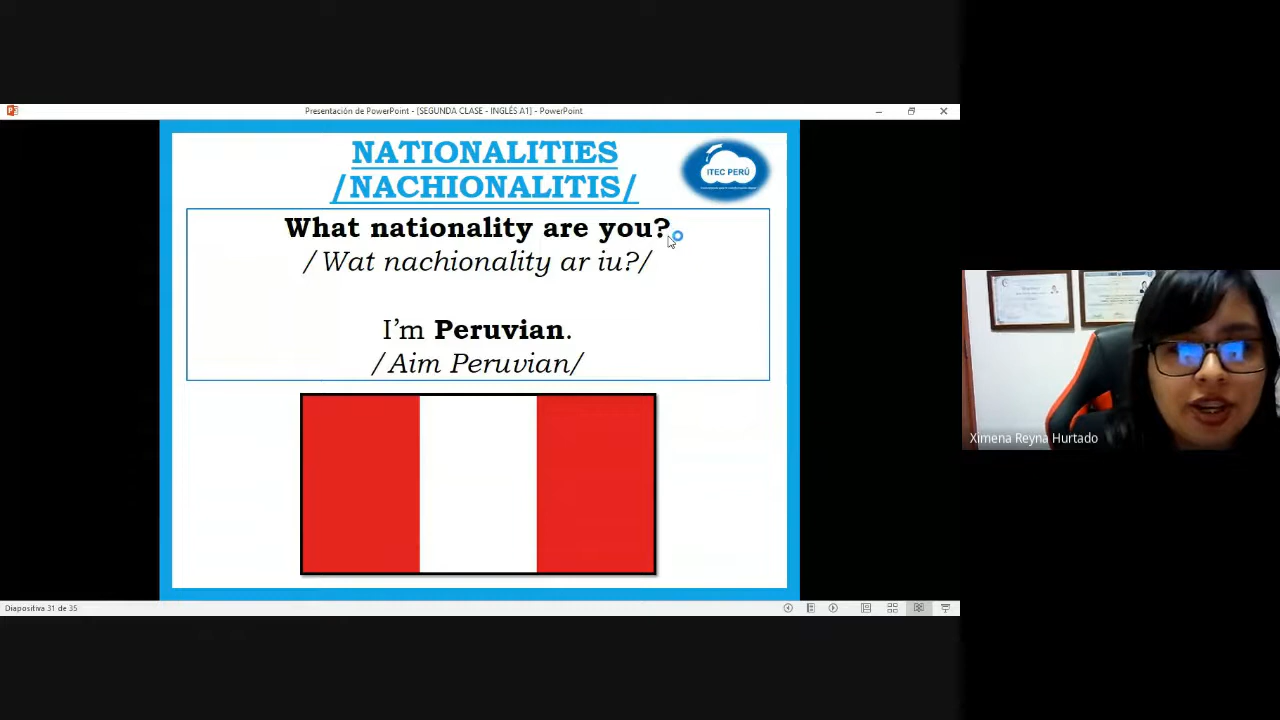 Presentación de PowerPoint - [SEGUNDA CLASE - INGLÉS A1] - PowerPoint
NATIONALITIES
/NACHIONALITIS/
ITEC PERÚ
What nationality are you?
/Wat nachionality ar iu?/
I'm Peruvian.
/Aim Peruvian/
Ximena Reyna Hurtado
Diapositiva 31 de 35